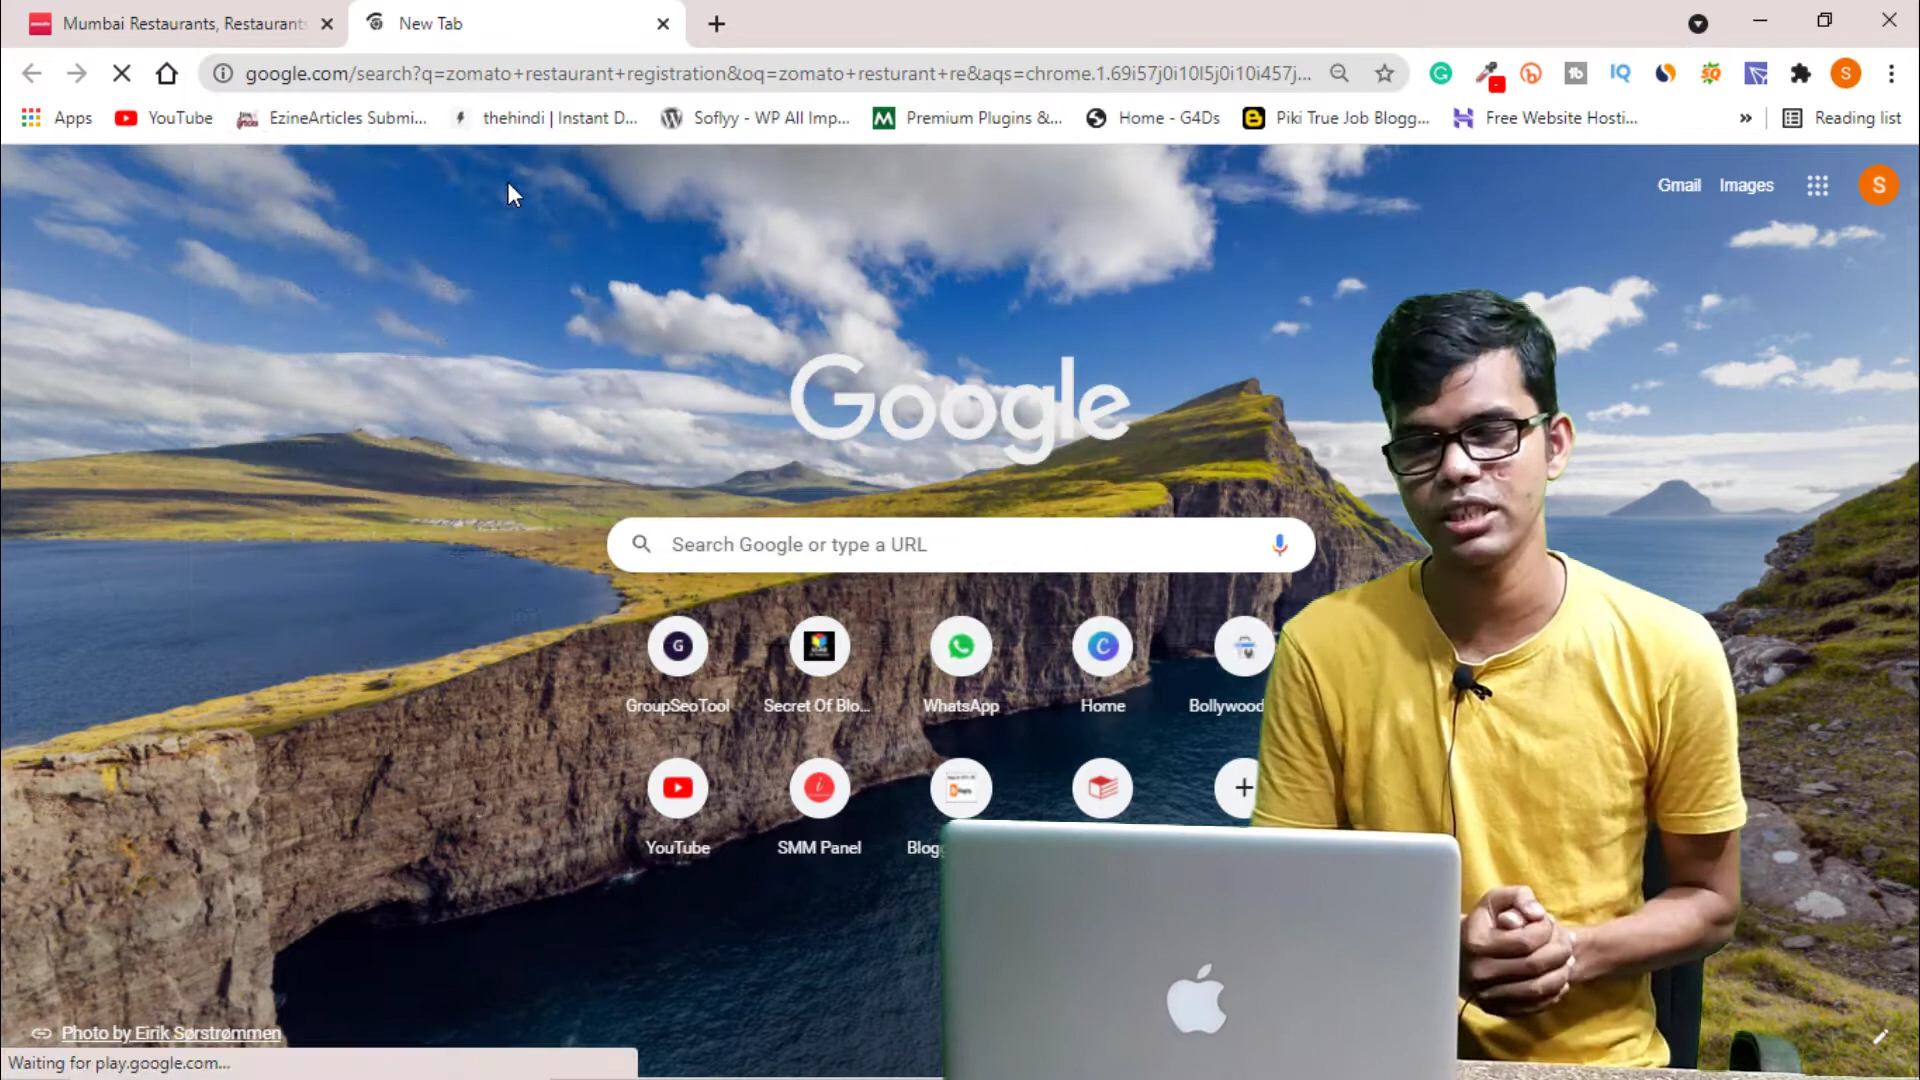 Mumbai Restaurants, Restaurants
New Tab
google.com/search?q=zomato+restaurant+registration&oq=zomato+resturant+re&aqs=chrome.1.69i57j0i10l5j0i10i457j...
Apps
YouTube
EzineArticles Submi...
thehindi | Instant D...
Soflyy - WP All Imp...
Premium Plugins &...
Home - G4Ds
Piki True Job Blogg...
Free Website Hosti...
»
Reading list
Gmail
Images
S
Google
Search Google or type a URL
GroupSeoTool
Secret Of Blo...
WhatsApp
Home
Bollywood
YouTube
SMM Panel
Blogg
Photo by Eirik Sørstrømmen
Waiting for play.google.com...